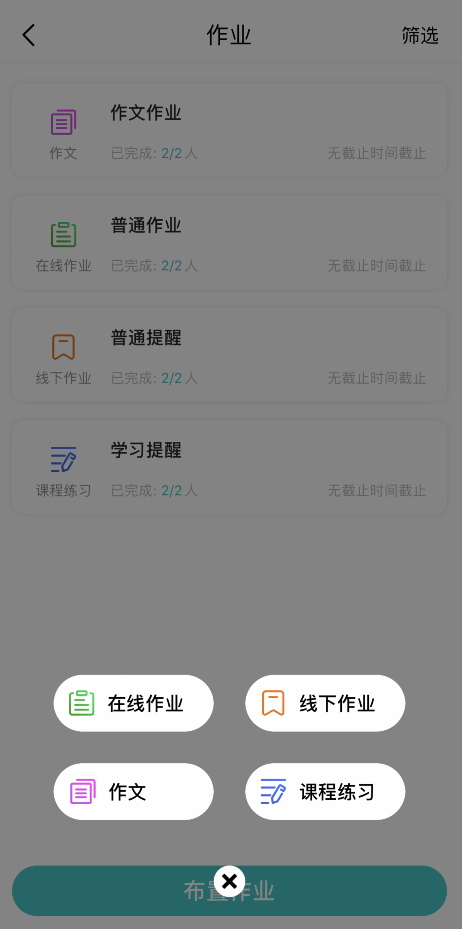 作业
筛选
作文作业
作文
已完成: 2/2 人
无截止时间截止
普通作业
在线作业
已完成: 2/2 人
无截止时间截止
普通提醒
线下作业
已完成: 2/2 人
无截止时间截止
学习提醒
课程练习
已完成: 2/2 人
无截止时间截止
在线作业
线下作业
作文
课程练习
布置作业